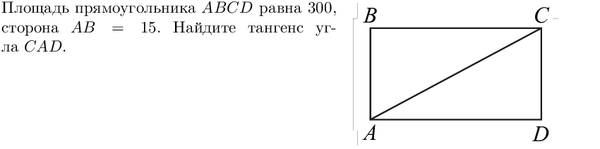 Площадь прямоугольника ABCD равна 300,
сторона AB = 15. Найдите тангенс уг-
ла CAD.
B C
A D